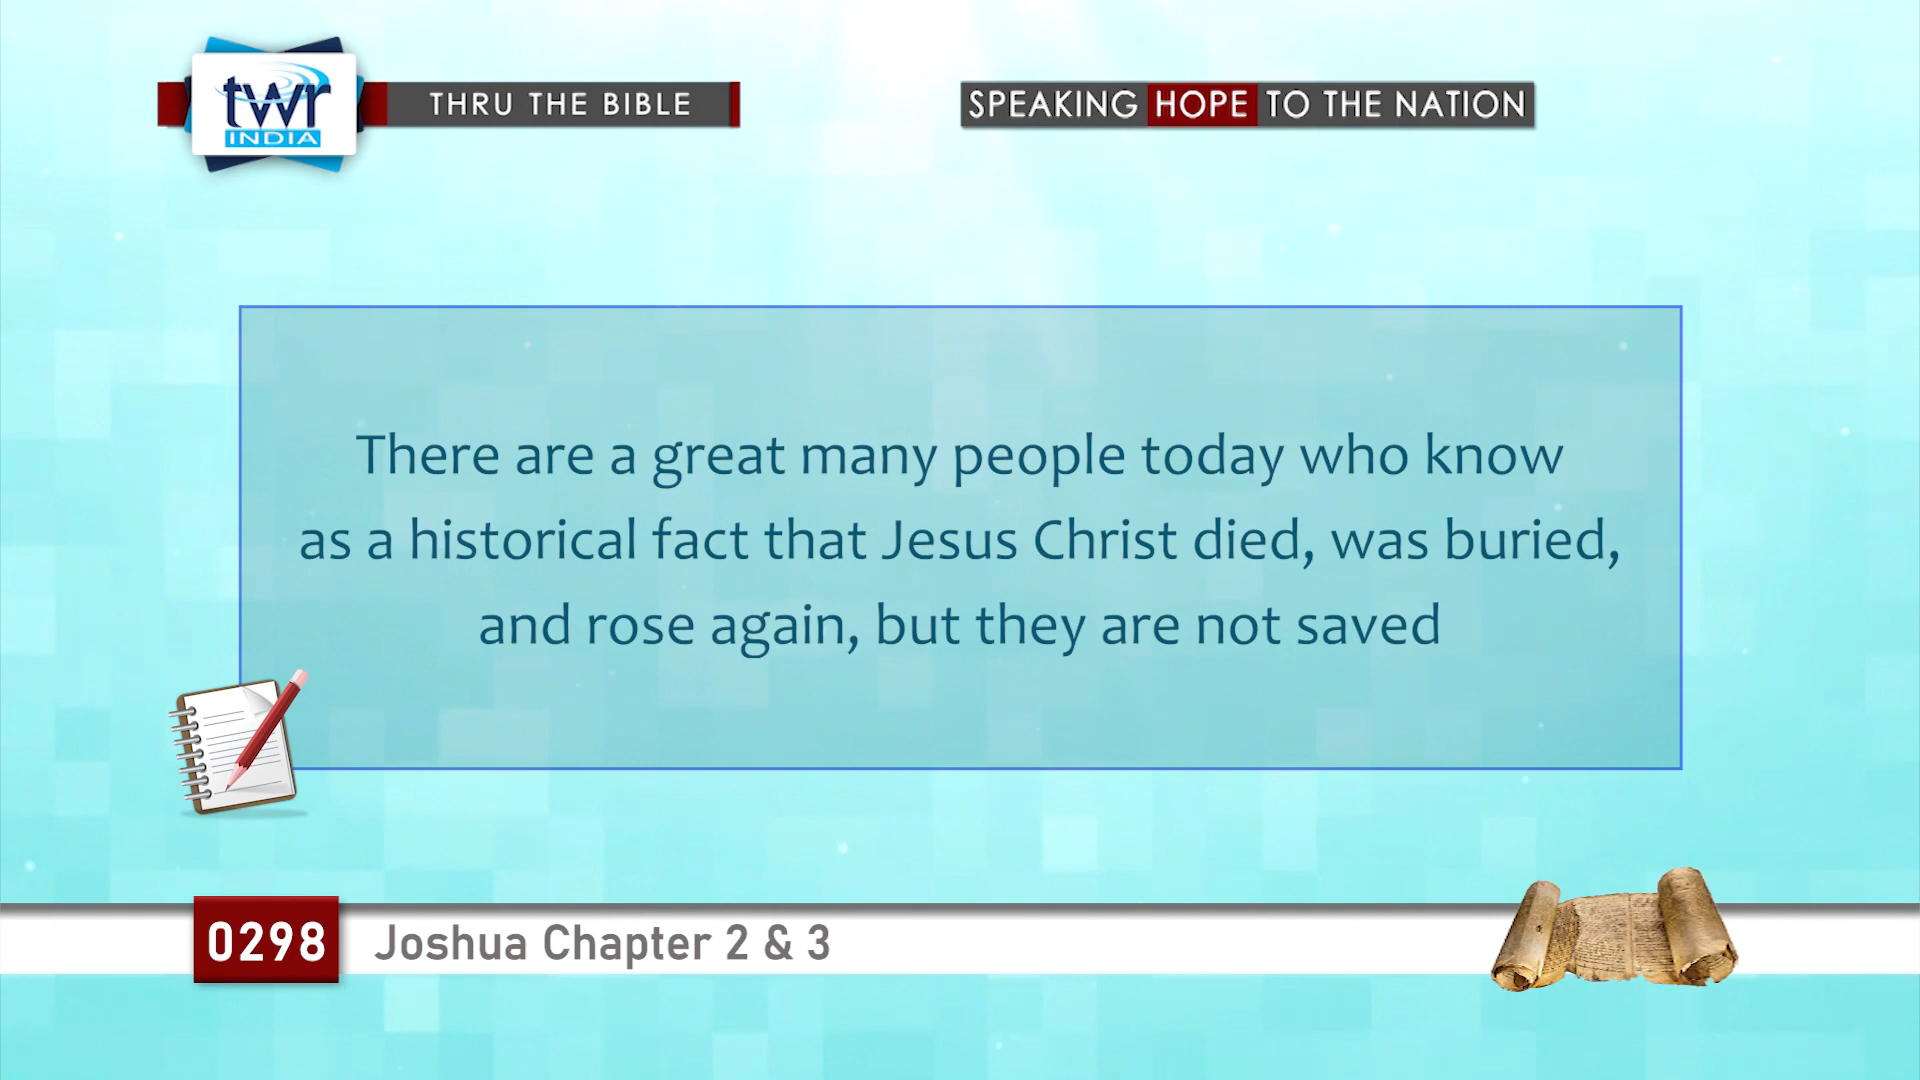 twr
INDIA
THRU THE BIBLE
SPEAKING HOPE TO THE NATION
There are a great many people today who know
as a historical fact that Jesus Christ died, was buried,
and rose again, but they are not saved
0298
Joshua Chapter 2 & 3